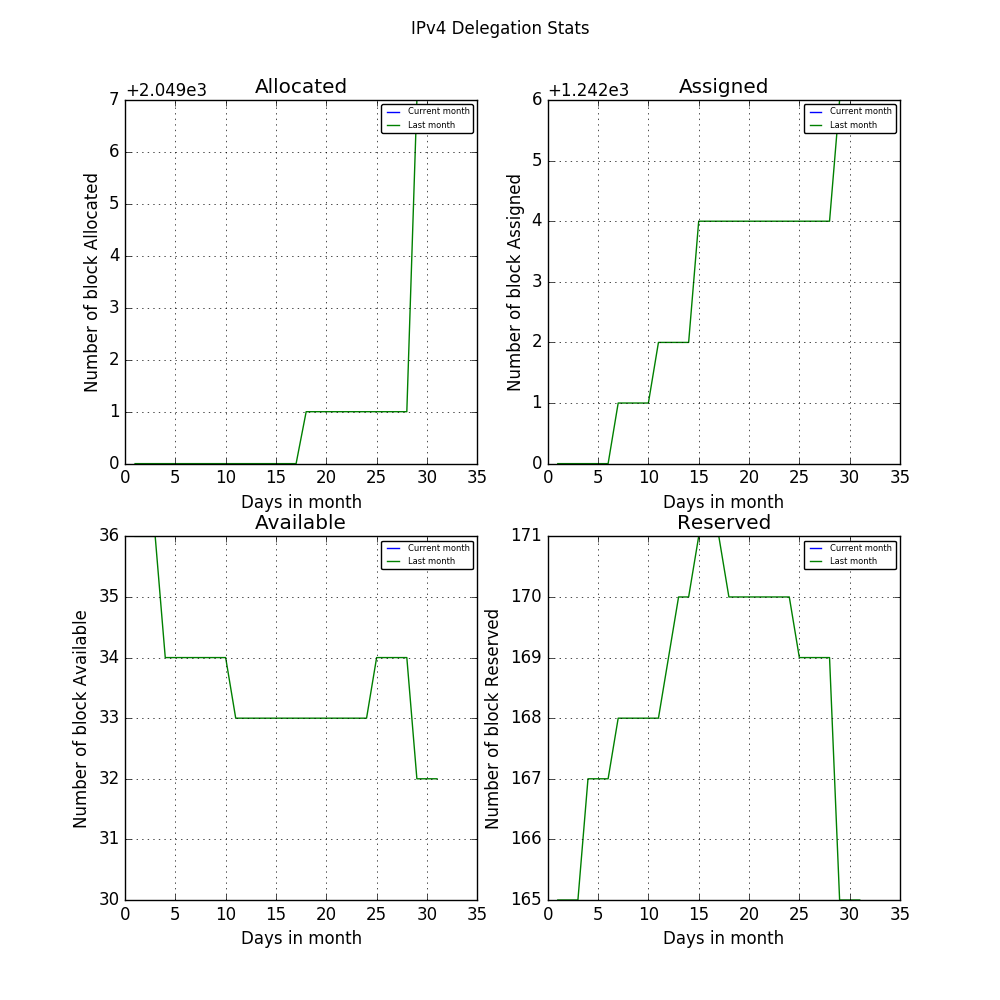 IPv4 Delegation Stats
+2.049e3
Allocated
7
6
5
4
3
2
1
0
Number of block Allocated
Current month
Last month
0 5 10 15 20 25 30 35
Days in month
+1.242e3
Assigned
6
5
4
3
2
1
0
Number of block Assigned
Current month
Last month
0 5 10 15 20 25 30 35
Days in month
Available
36
35
34
33
32
31
30
Number of block Available
Current month
Last month
0 5 10 15 20 25 30 35
Days in month
Reserved
171
170
169
168
167
166
165
Number of block Reserved
Current month
Last month
0 5 10 15 20 25 30 35
Days in month